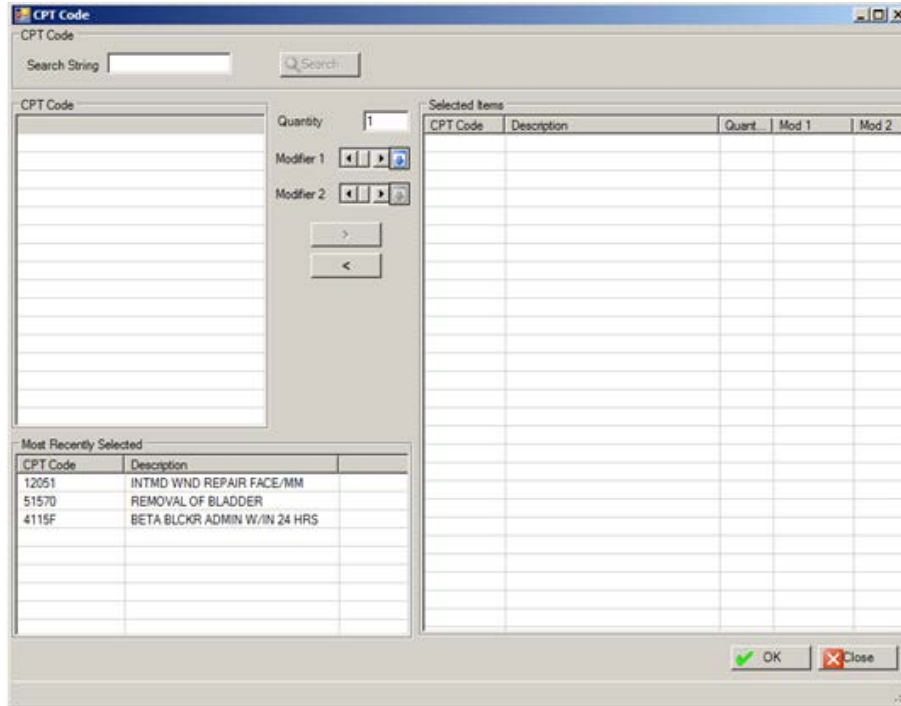 CPT Code
CPT Code
Search String
Search
CPT Code
Quantity 1
Modifier 1
Modifier 2
>
<
Most Recently Selected
CPT Code Description
12051 INTMD WND REPAIR FACE/MM
51570 REMOVAL OF BLADDER
4115F BETA BLCKR ADMIN W/IN 24 HRS
Selected Items
CPT Code Description Quant... Mod 1 Mod 2
OK Close